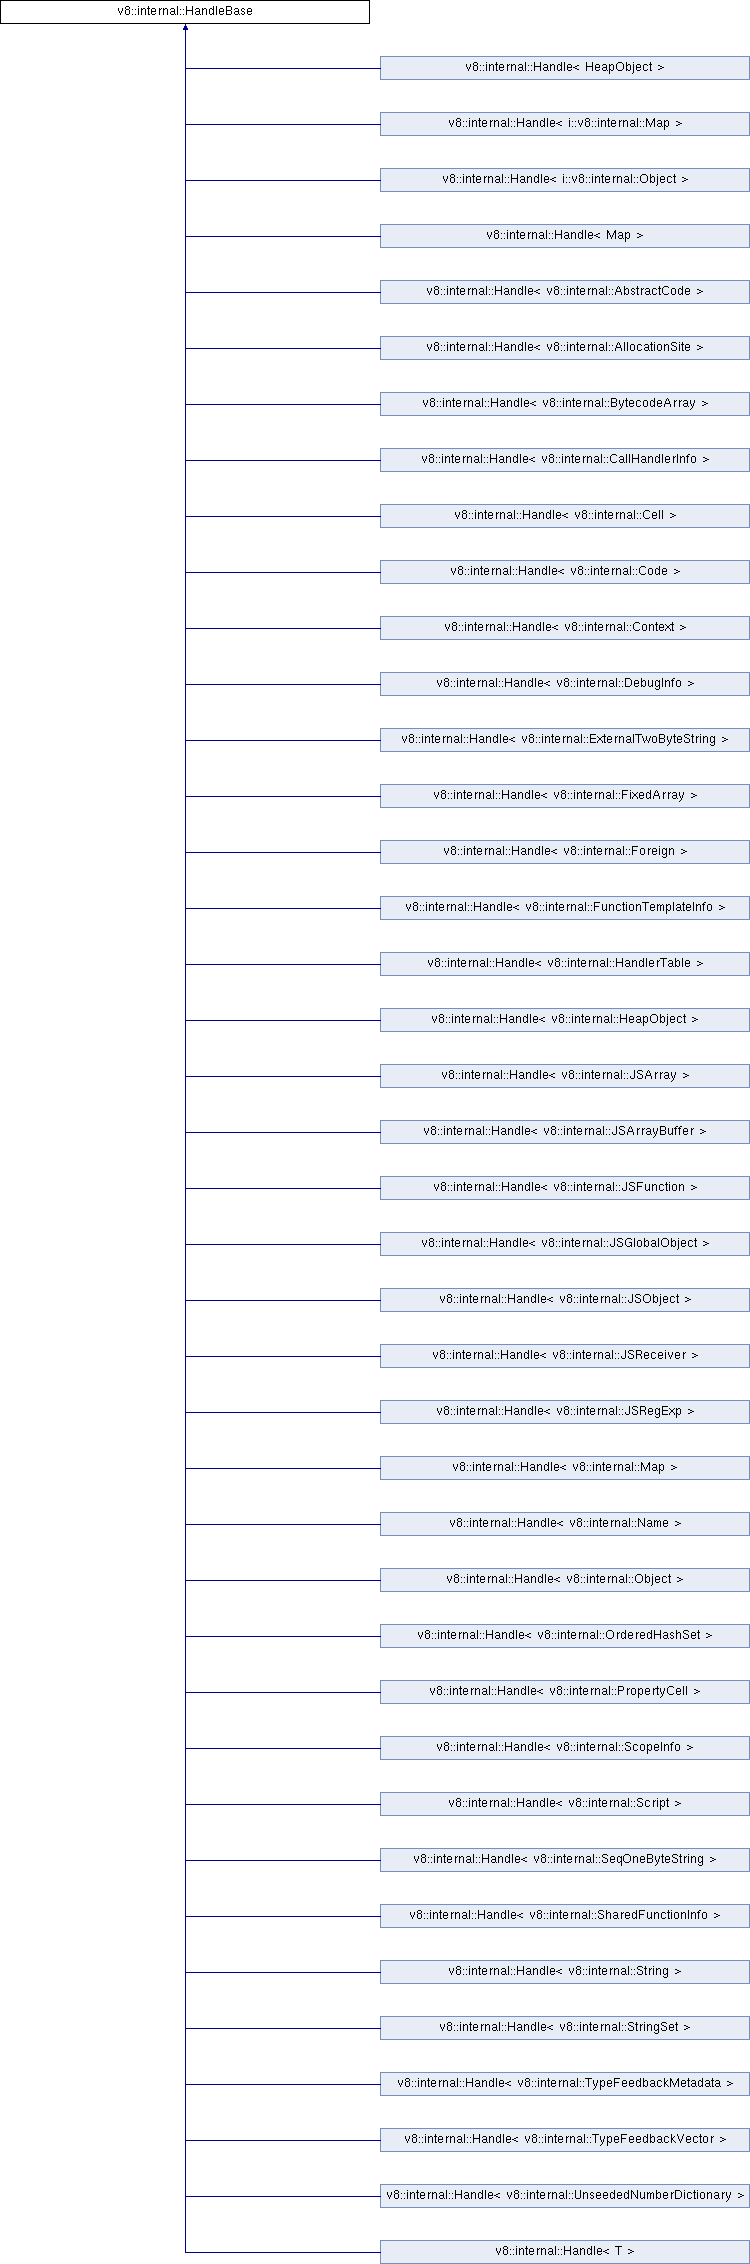 v8::internal::HandleBase
v8::internal::Handle< HeapObject >
v8::internal::Handle< i::v8::internal::Map >
v8::internal::Handle< i::v8::internal::Object >
v8::internal::Handle< Map >
v8::internal::Handle< v8::internal::AbstractCode >
v8::internal::Handle< v8::internal::AllocationSite >
v8::internal::Handle< v8::internal::BytecodeArray >
v8::internal::Handle< v8::internal::CallHandlerInfo >
v8::internal::Handle< v8::internal::Cell >
v8::internal::Handle< v8::internal::Code >
v8::internal::Handle< v8::internal::Context >
v8::internal::Handle< v8::internal::DebugInfo >
v8::internal::Handle< v8::internal::ExternalTwoByteString >
v8::internal::Handle< v8::internal::FixedArray >
v8::internal::Handle< v8::internal::Foreign >
v8::internal::Handle< v8::internal::FunctionTemplateInfo >
v8::internal::Handle< v8::internal::HandlerTable >
v8::internal::Handle< v8::internal::HeapObject >
v8::internal::Handle< v8::internal::JSArray >
v8::internal::Handle< v8::internal::JSArrayBuffer >
v8::internal::Handle< v8::internal::JSFunction >
v8::internal::Handle< v8::internal::JSGlobalObject >
v8::internal::Handle< v8::internal::JSObject >
v8::internal::Handle< v8::internal::JSReceiver >
v8::internal::Handle< v8::internal::JSRegExp >
v8::internal::Handle< v8::internal::Map >
v8::internal::Handle< v8::internal::Name >
v8::internal::Handle< v8::internal::Object >
v8::internal::Handle< v8::internal::OrderedHashSet >
v8::internal::Handle< v8::internal::PropertyCell >
v8::internal::Handle< v8::internal::ScopeInfo >
v8::internal::Handle< v8::internal::Script >
v8::internal::Handle< v8::internal::SeqOneByteString >
v8::internal::Handle< v8::internal::SharedFunctionInfo >
v8::internal::Handle< v8::internal::String >
v8::internal::Handle< v8::internal::StringSet >
v8::internal::Handle< v8::internal::TypeFeedbackMetadata >
v8::internal::Handle< v8::internal::TypeFeedbackVector >
v8::internal::Handle< v8::internal::UnseededNumberDictionary >
v8::internal::Handle< T >